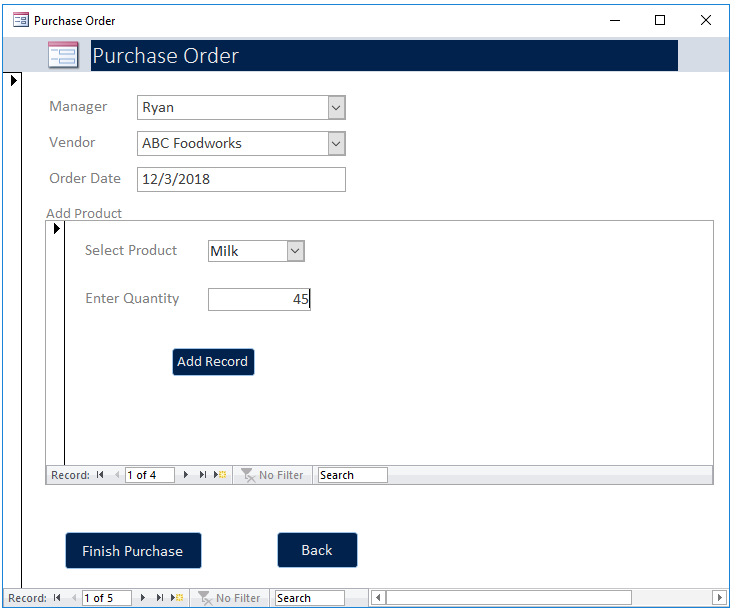 Purchase Order
Purchase Order
Manager Ryan
Vendor ABC Foodworks
Order Date 12/3/2018
Add Product
Select Product Milk
Enter Quantity 45
Add Record
Record: 1 of 4 No Filter Search
Finish Purchase Back
Record: 1 of 5 No Filter Search